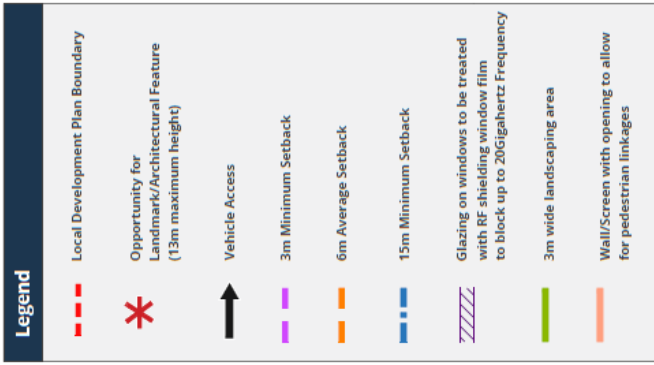 Legend
Local Development Plan Boundary
Opportunity for
Landmark/Architectural Feature
(13m maximum height)
Vehicle Access
3m Minimum Setback
6m Average Setback
15m Minimum Setback
Glazing on windows to be treated
with RF shielding window film
to block up to 20Gigahertz Frequency
3m wide landscaping area
Wall/Screen with opening to allow
for pedestrian linkages